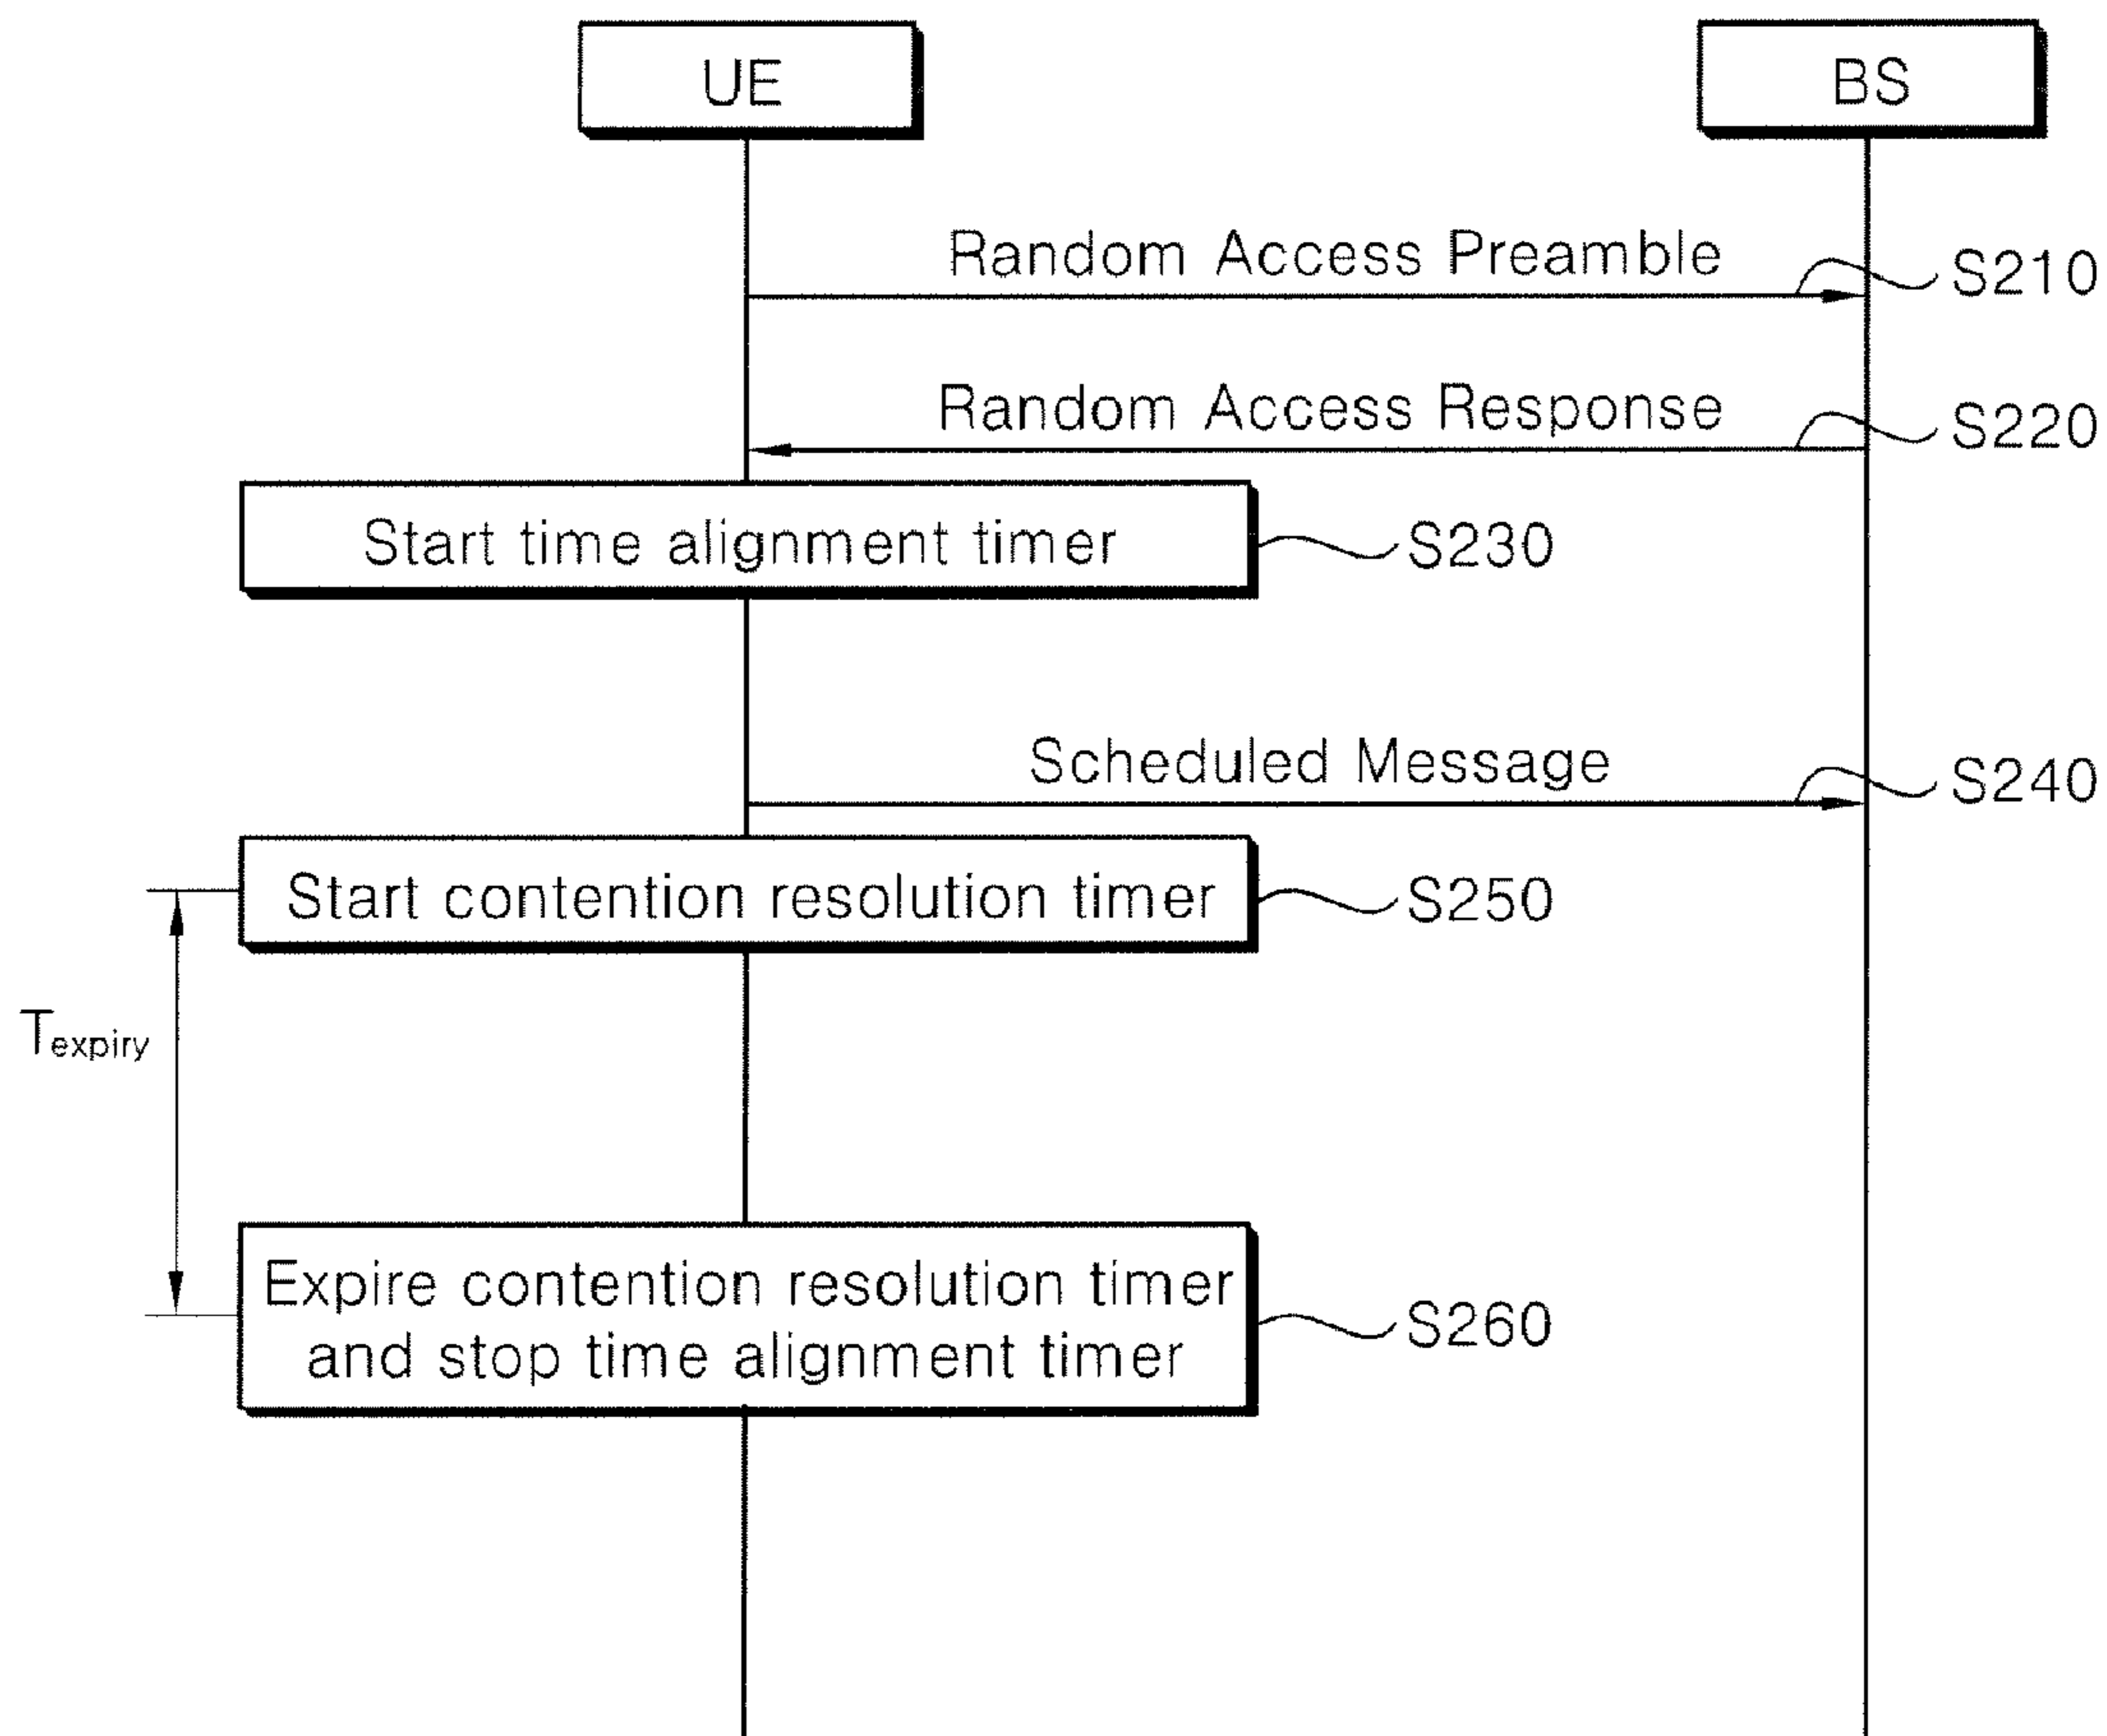 UE
BS
Random Access Preamble
S210
Random Access Response
S220
Start time alignment timer
S230
Scheduled Message
S240
Start contention resolution timer
S250
Texpiry
Expire contention resolution timer
and stop time alignment timer
S260